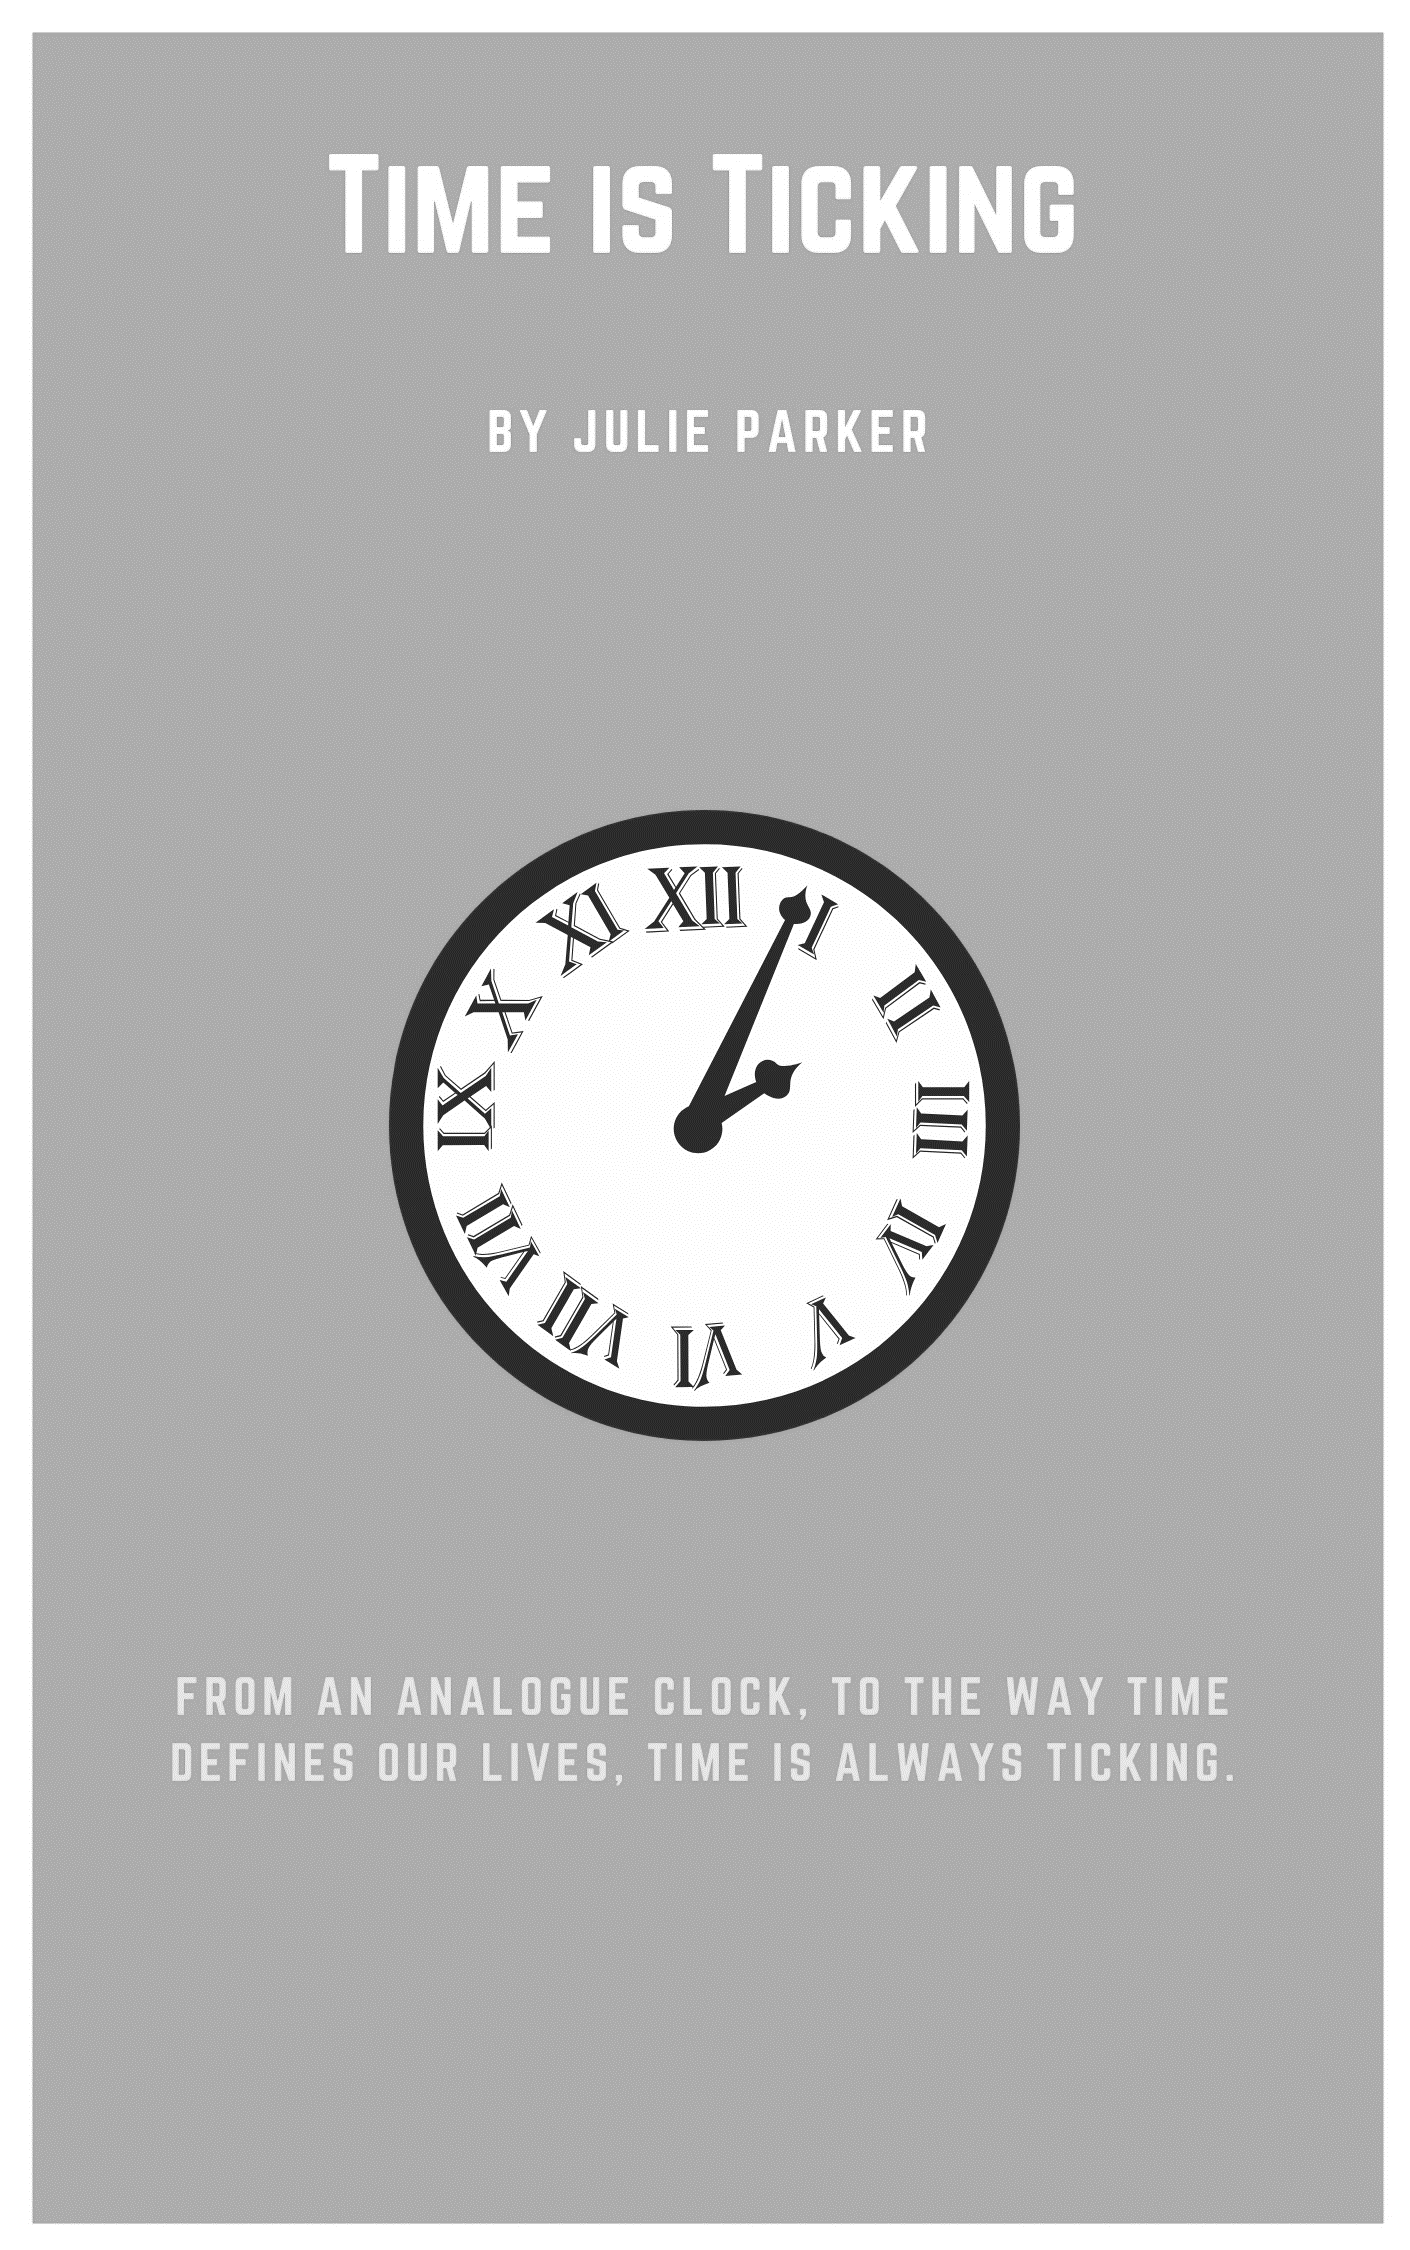 Time is Ticking
BY JULIE PARKER
XII
I
II
III
IV
V
VI
VII
VII
IX
X
XI
FROM AN ANALOGUE CLOCK, TO THE WAY TIME
DEFINES OUR LIVES, TIME IS ALWAYS TICKING.